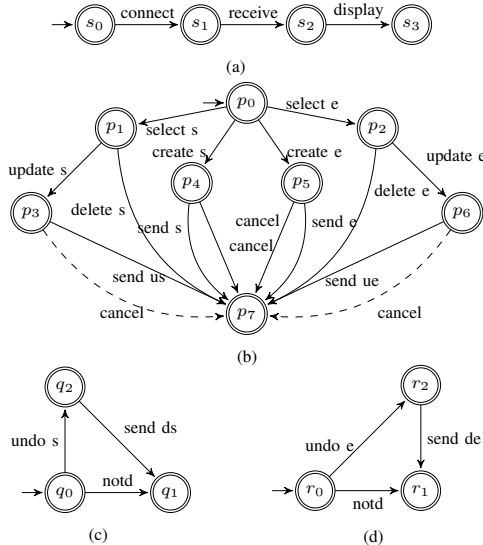 s0 connect s1 receive s2 display s3
(a)
p0
select s select e
p1 p2
create s create e
update s update e
p4 p5
delete s delete e
p3 p6
send s cancel send e
cancel
send us send ue
cancel p7 cancel
(b)
q2
undo s send ds
q0 notd q1
(c)
r2
undo e send de
r0 notd r1
(d)